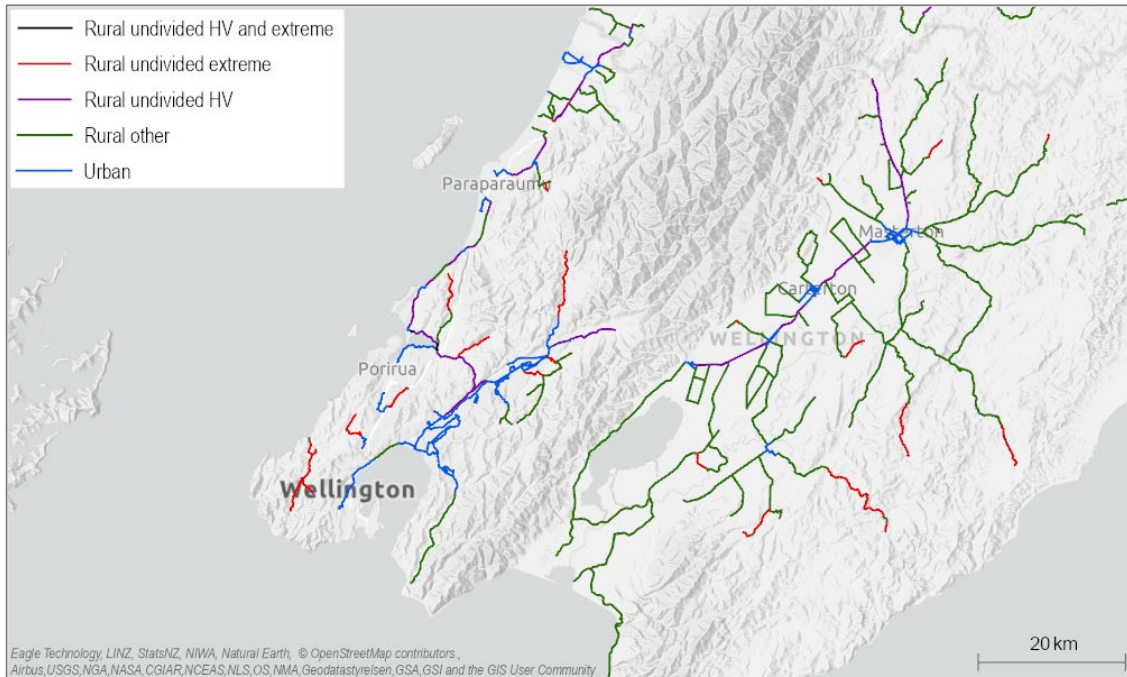 Rural undivided HV and extreme
Rural undivided extreme
Rural undivided HV
Rural other
Urban
Paraparaumu
Masterton
Carterton
WELLINGTON
Porirua
Wellington
20 km
Eagle Technology, LINZ, StatsNZ, NIWA, Natural Earth, © OpenStreetMap contributors.,
Airbus,USGS,NGA,NASA,CGIAR,NCEAS,NLS,OS,NMA,Geodatastyreisen,GSA,GSI and the GIS User Community